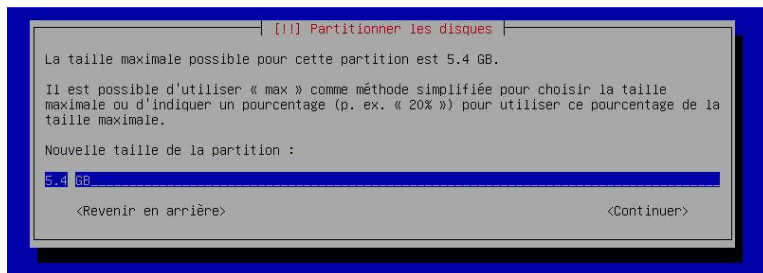 [!!] Partitionner les disques
La taille maximale possible pour cette partition est 5.4 GB.
Il est possible d'utiliser « max » comme méthode simplifiée pour choisir la taille
maximale ou d'indiquer un pourcentage (p. ex. « 20% ») pour utiliser ce pourcentage de la
taille maximale.
Nouvelle taille de la partition :
5.4 GB
<Revenir en arrière> <Continuer>